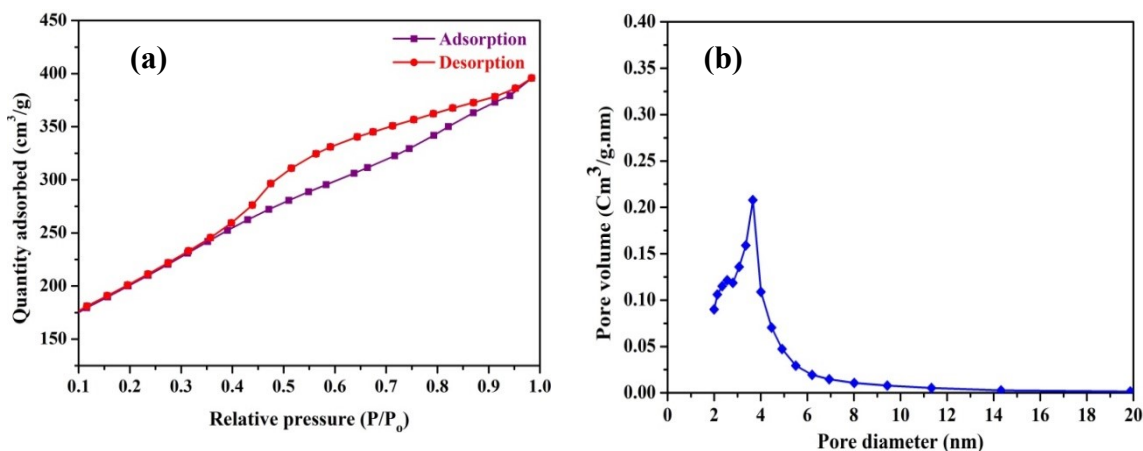 (a)
Adsorption
Desorption
Quantity adsorbed (cm³/g)
450
400
350
300
250
200
150
0.1 0.2 0.3 0.4 0.5 0.6 0.7 0.8 0.9 1.0
Relative pressure (P/Pₒ)
(b)
Pore volume (Cm³/g.nm)
0.40
0.35
0.30
0.25
0.20
0.15
0.10
0.05
0.00
0 2 4 6 8 10 12 14 16 18 20
Pore diameter (nm)